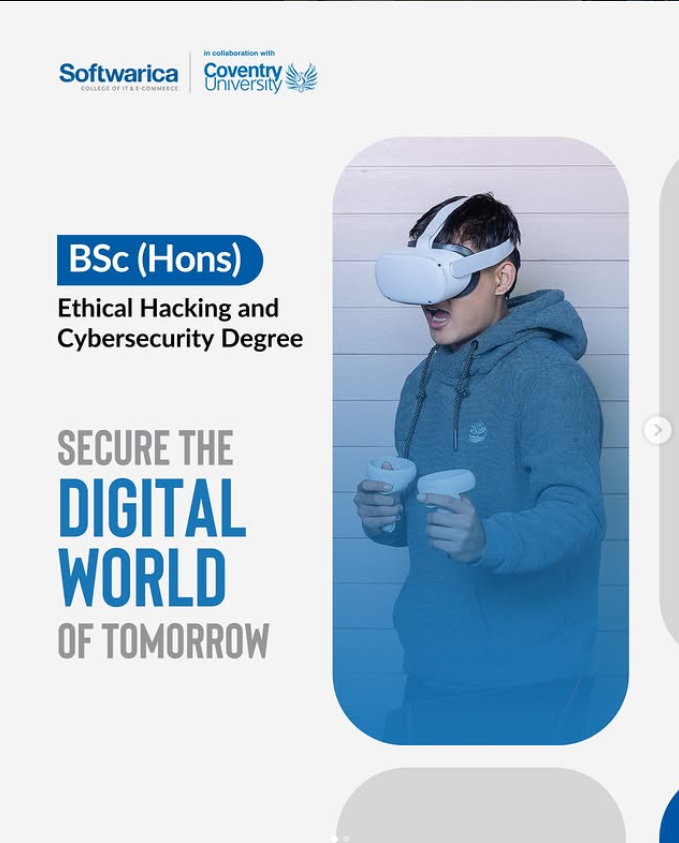 in collaboration with
Softwarica
COLLEGE OF IT & E-COMMERCE
Coventry
University
BSc (Hons)
Ethical Hacking and
Cybersecurity Degree
SECURE THE
DIGITAL
WORLD
OF TOMORROW